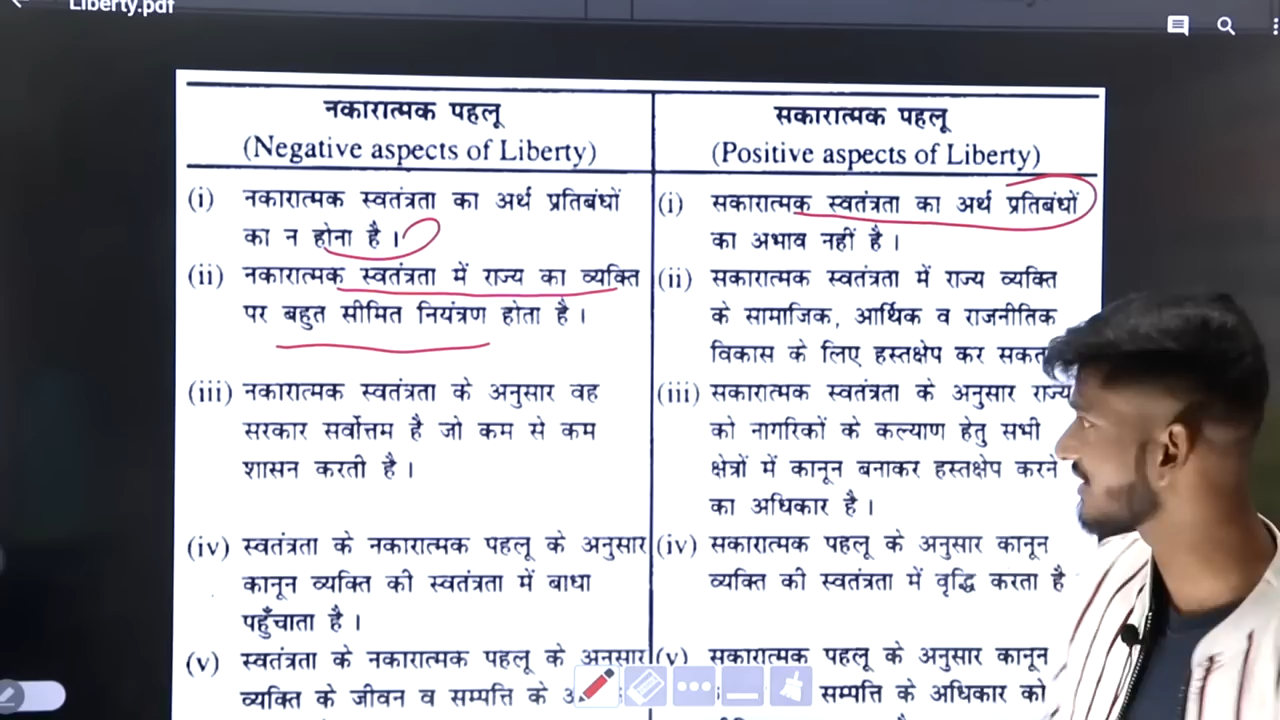 Liberty.pdf
नकारात्मक पहलू
(Negative aspects of Liberty)
(i) नकारात्मक स्वतंत्रता का अर्थ प्रतिबंधों
का न होना है ।
(ii) नकारात्मक स्वतंत्रता में राज्य का व्यक्ति
पर बहुत सीमित नियंत्रण होता है ।
(iii) नकारात्मक स्वतंत्रता के अनुसार वह
सरकार सर्वोत्तम है जो कम से कम
शासन करती है ।
(iv) स्वतंत्रता के नकारात्मक पहलू के अनुसार
कानून व्यक्ति की स्वतंत्रता में बाधा
पहुँचाता है ।
(v) स्वतंत्रता के नकारात्मक पहलू के अनुसार
व्यक्ति के जीवन व सम्पत्ति के
सकारात्मक पहलू
(Positive aspects of Liberty)
(i) सकारात्मक स्वतंत्रता का अर्थ प्रतिबंधों
का अभाव नहीं है ।
(ii) सकारात्मक स्वतंत्रता में राज्य व्यक्ति
के सामाजिक, आर्थिक व राजनीतिक
विकास के लिए हस्तक्षेप कर
(iii) सकारात्मक स्वतंत्रता के अनुसार राज्य
को नागरिकों के कल्याण हेतु सभी
क्षेत्रों में कानून बनाकर हस्तक्षेप करने
का अधिकार है ।
(iv) सकारात्मक पहलू के अनुसार कानून
व्यक्ति की स्वतंत्रता में वृद्धि करता है
(v) सकारात्मक पहलू के अनुसार कानून
सम्पत्ति के अधिकार को